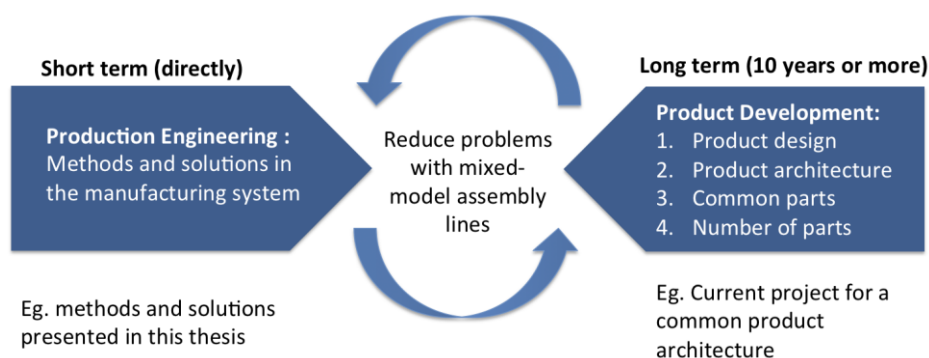 Short term (directly)
Production Engineering :
Methods and solutions in
the manufacturing system
Eg. methods and solutions
presented in this thesis
Reduce problems
with mixed-
model assembly
lines
Long term (10 years or more)
Product Development:
1. Product design
2. Product architecture
3. Common parts
4. Number of parts
Eg. Current project for a
common product
architecture